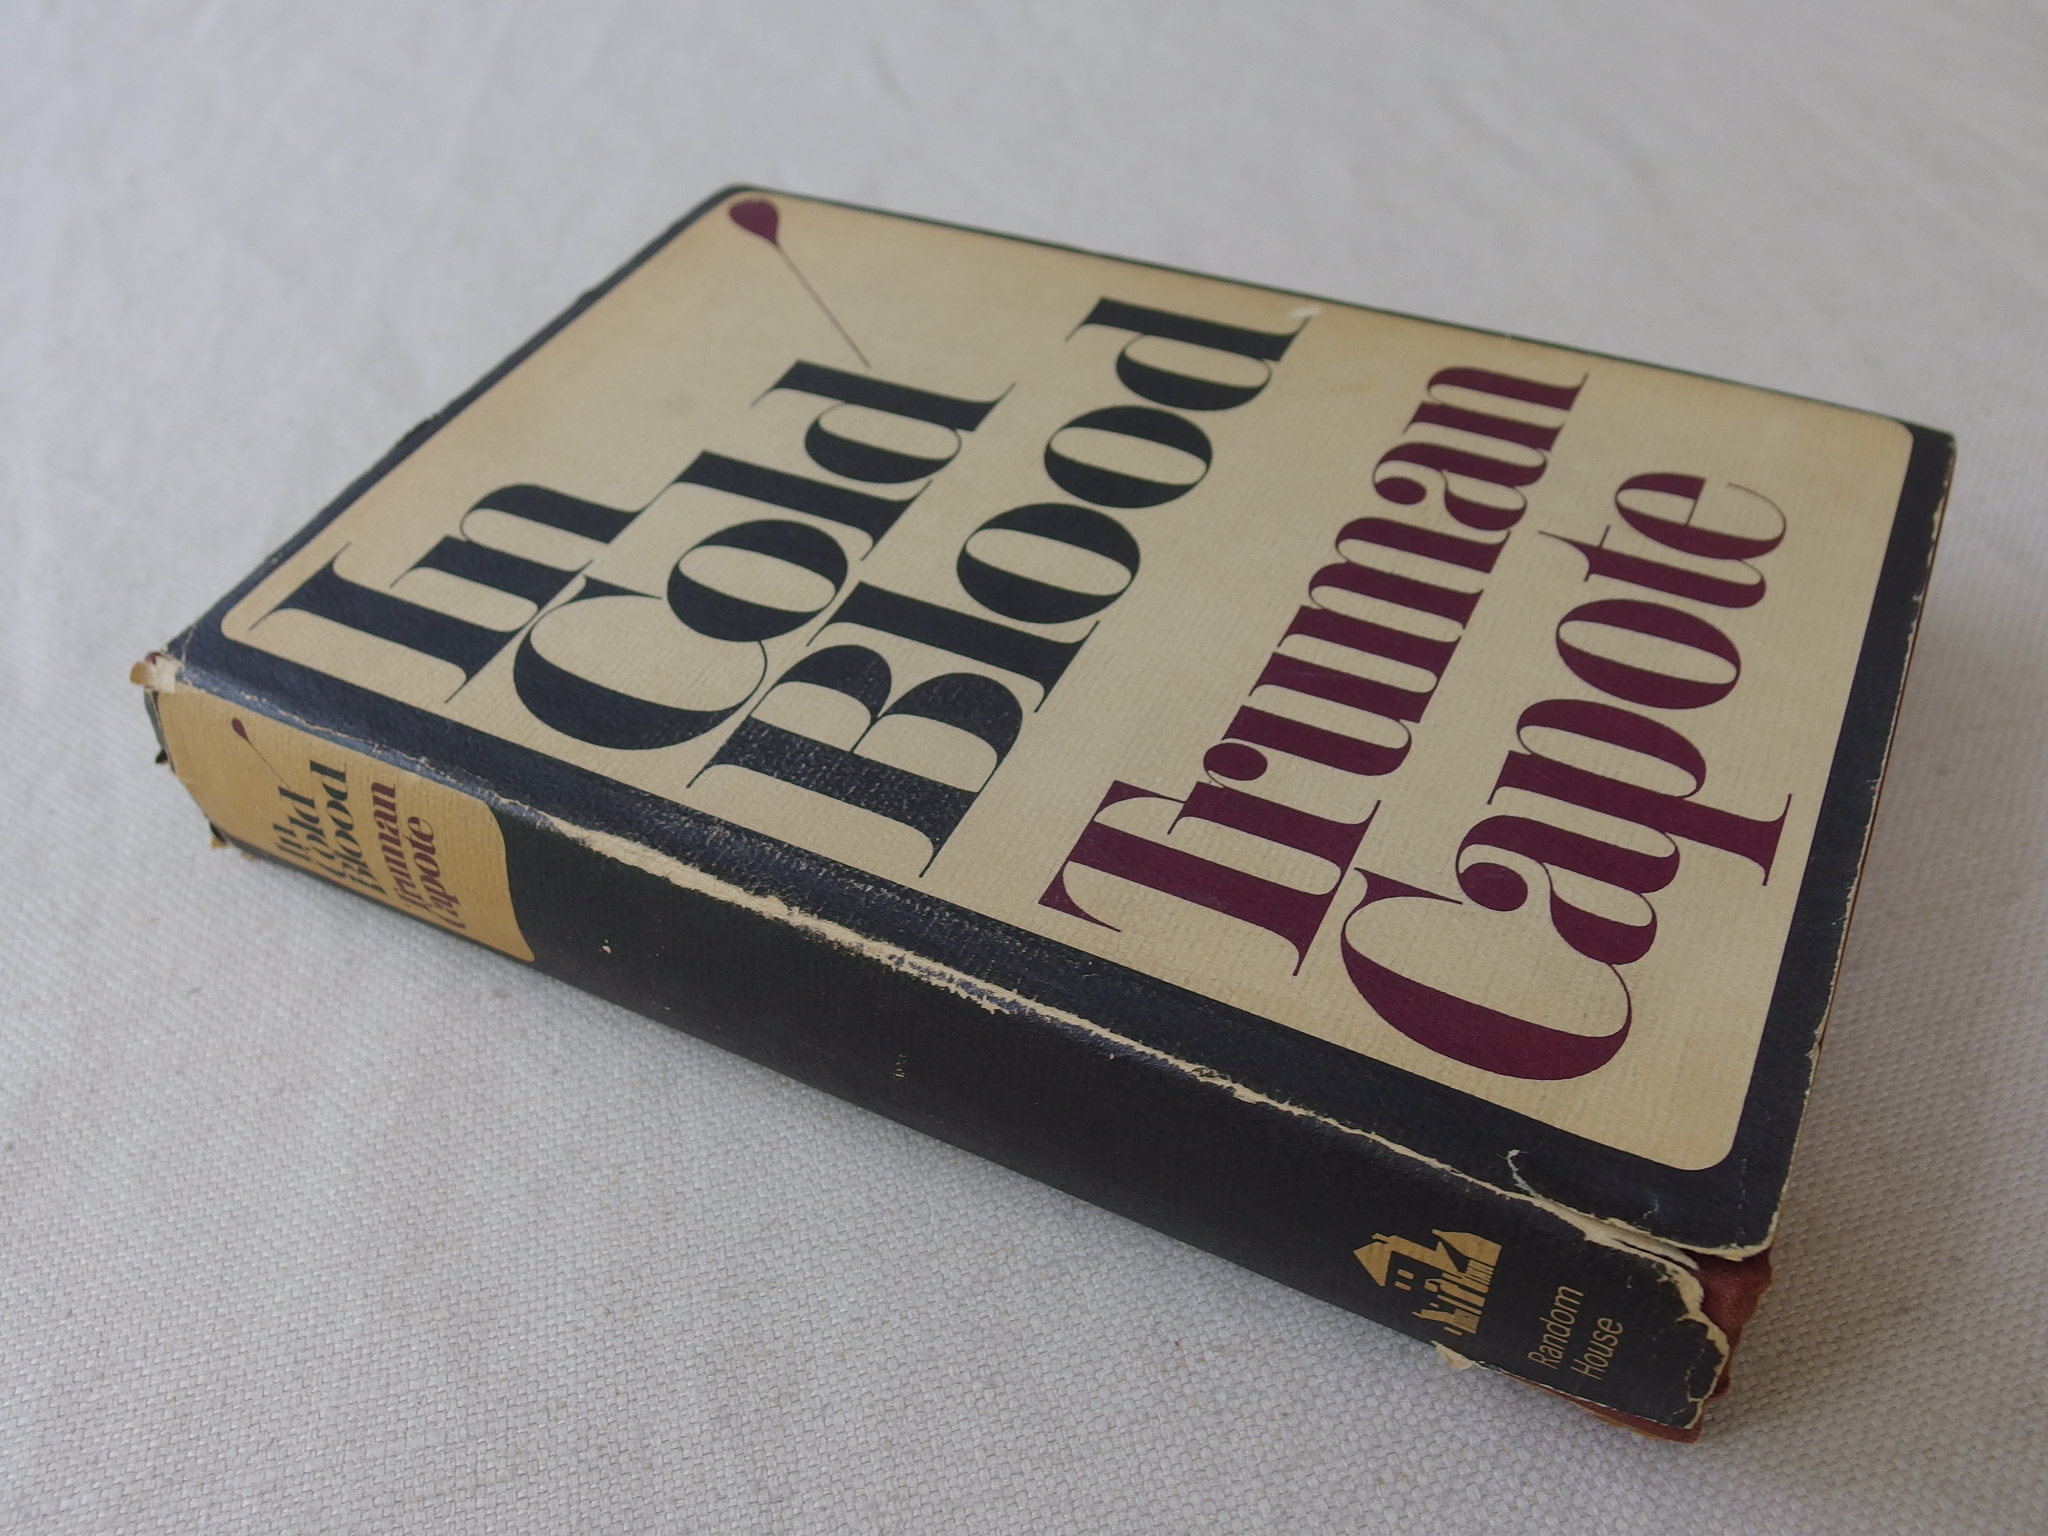 In
Cold
Blood
Truman
Capote
In
Cold
Blood
Truman
Capote
Random
House